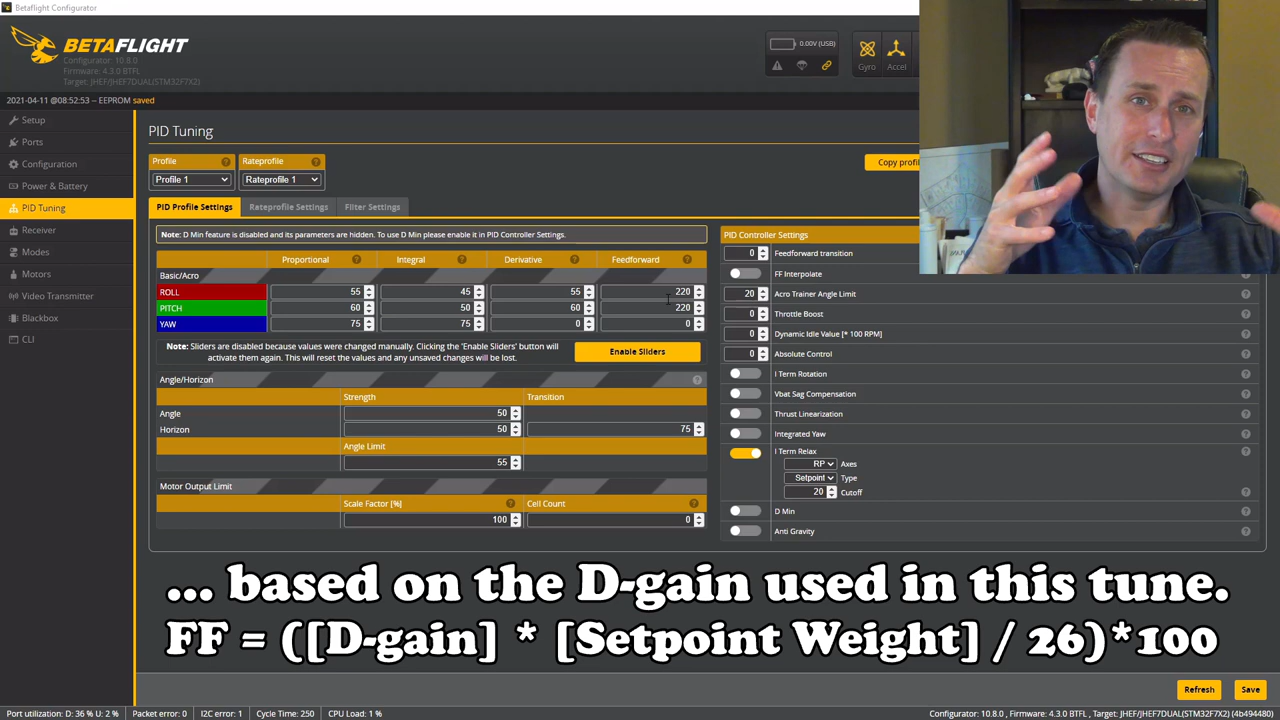 Betaflight Configurator
BETAFLIGHT
Configurator: 10.8.0
Firmware: 4.3.0 BTFL
Target: JHEF/JHEF7DUAL(STM32F7X2)
0.00V (USB)
Gyro
Accel
2021-04-11 @08:52:53 -- EEPROM saved
Setup
Ports
Configuration
Power & Battery
PID Tuning
Receiver
Modes
Motors
Video Transmitter
Blackbox
CLI
PID Tuning
Profile
Rateprofile
Profile 1
Rateprofile 1
Copy profil
PID Profile Settings
Rateprofile Settings
Filter Settings
Note: D Min feature is disabled and its parameters are hidden. To use D Min please enable it in PID Controller Settings.
Proportional Integral Derivative Feedforward
Basic/Acro
ROLL 55 45 55 220
PITCH 60 50 60 220
YAW 75 75 0 0
Note: Sliders are disabled because values were changed manually. Clicking the 'Enable Sliders' button will
activate them again. This will reset the values and any unsaved changes will be lost.
Enable Sliders
Angle/Horizon
Strength Transition
Angle 50
Horizon 50 75
Angle Limit
55
Motor Output Limit
Scale Factor [%] Cell Count
100 0
PID Controller Settings
0 Feedforward transition
FF Interpolate
20 Acro Trainer Angle Limit
0 Throttle Boost
0 Dynamic Idle Value [* 100 RPM]
0 Absolute Control
I Term Rotation
Vbat Sag Compensation
Thrust Linearization
Integrated Yaw
I Term Relax
RP Axes
Setpoint Type
20 Cutoff
D Min
Anti Gravity
... based on the D-gain used in this tune.
FF = ([D-gain] * [Setpoint Weight] / 26)*100
Refresh
Save
Port utilization: D: 36 % U: 2 %
Packet error: 0
I2C error: 1
Cycle Time: 250
CPU Load: 1 %
Configurator: 10.8.0 , Firmware: 4.3.0 BTFL, Target: JHEF/JHEF7DUAL(STM32F7X2) (4b494480)